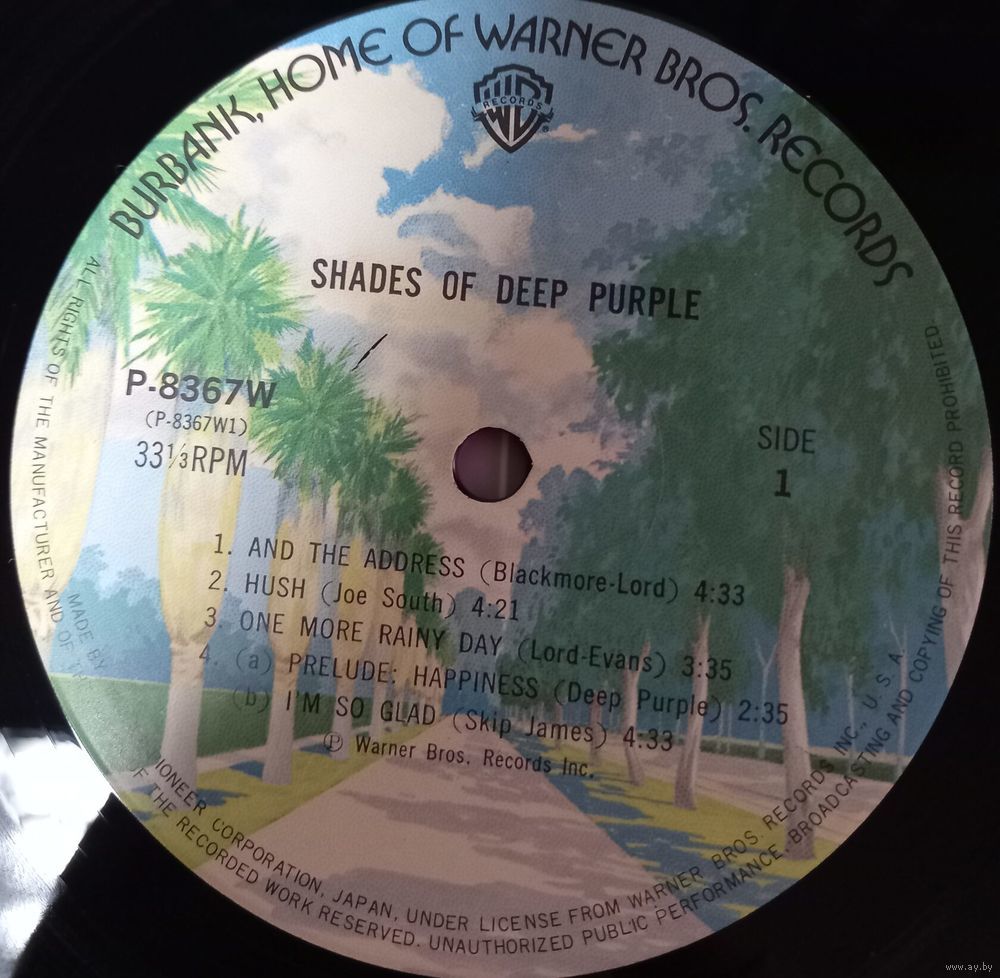 BURBANK, HOME OF WARNER BROS. RECORDS
RECORDS
SHADES OF DEEP PURPLE
P-8367W
(P-8367W1)
33⅓RPM
SIDE
1
1. AND THE ADDRESS (Blackmore-Lord) 4:33
2. HUSH (Joe South) 4:21
3. ONE MORE RAINY DAY (Lord-Evans) 3:35
4. (a) PRELUDE: HAPPINESS (Deep Purple) 2:35
(b) I'M SO GLAD (Skip James) 4:33
Ⓟ Warner Bros. Records Inc.
MADE BY IONEER CORPORATION, JAPAN, UNDER LICENSE FROM WARNER BROS. RECORDS INC., U.S.A.
ALL RIGHTS OF THE MANUFACTURER AND OF THE RECORDED WORK RESERVED. UNAUTHORIZED PUBLIC PERFORMANCE, BROADCASTING AND COPYING OF THIS RECORD PROHIBITED.
www.ay.by